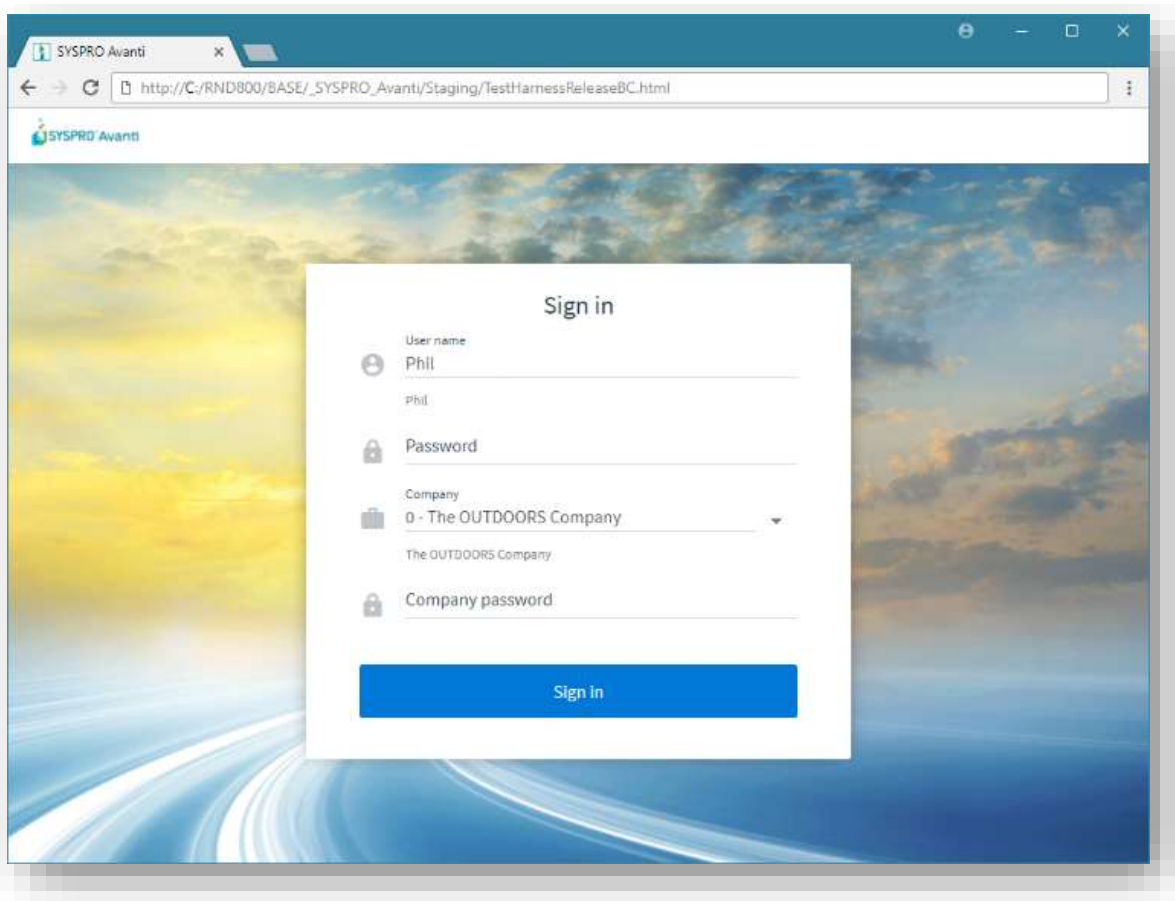 SYSPRO Avanti
http://C:/RND800/BASE/_SYSPRO_Avanti/Staging/TestHarnessReleaseBC.html
SYSPRO Avanti
Sign in
User name
Phil
Phil
Password
Company
0 - The OUTDOORS Company
The OUTDOORS Company
Company password
Sign in